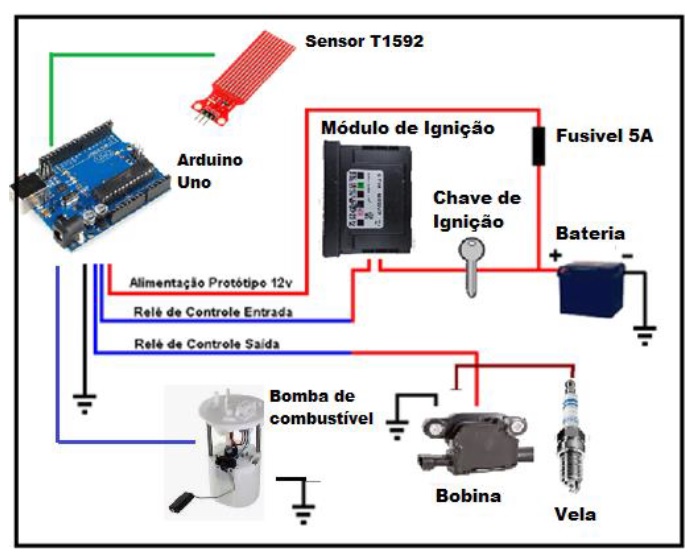 Sensor T1592
Módulo de Ignição
Fusivel 5A
Arduino
Uno
Chave de
Ignição
Bateria
+ -
Alimentação Protótipo 12v
Relè de Controle Entrada
Relé de Controle Saída
Bomba de
combustível
Bobina
Vela